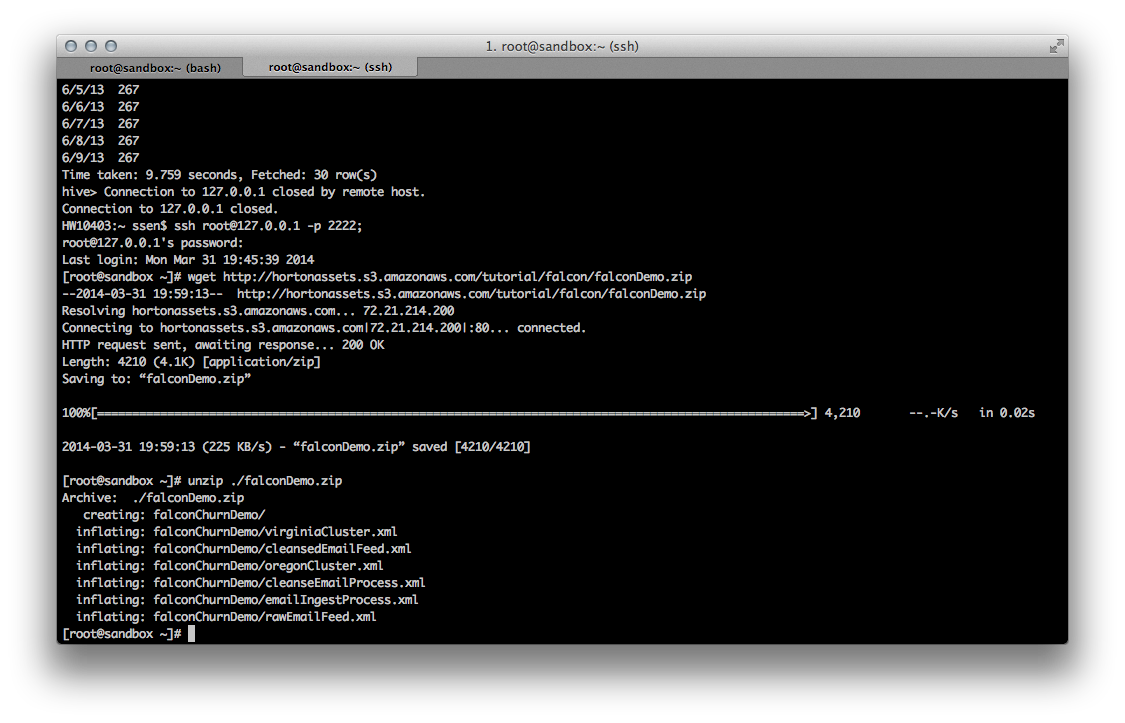 1. root@sandbox:~ (ssh)
root@sandbox:~ (bash) root@sandbox:~ (ssh)
6/5/13  267
6/6/13  267
6/7/13  267
6/8/13  267
6/9/13  267
Time taken: 9.759 seconds, Fetched: 30 row(s)
hive> Connection to 127.0.0.1 closed by remote host.
Connection to 127.0.0.1 closed.
HW10403:~ ssen$ ssh root@127.0.0.1 -p 2222;
root@127.0.0.1's password:
Last login: Mon Mar 31 19:45:39 2014
[root@sandbox ~]# wget http://hortonassets.s3.amazonaws.com/tutorial/falcon/falconDemo.zip
--2014-03-31 19:59:13--  http://hortonassets.s3.amazonaws.com/tutorial/falcon/falconDemo.zip
Resolving hortonassets.s3.amazonaws.com... 72.21.214.200
Connecting to hortonassets.s3.amazonaws.com|72.21.214.200|:80... connected.
HTTP request sent, awaiting response... 200 OK
Length: 4210 (4.1K) [application/zip]
Saving to: “falconDemo.zip”
100%[======================================================================================================>] 4,210       --.-K/s   in 0.02s
2014-03-31 19:59:13 (225 KB/s) - “falconDemo.zip” saved [4210/4210]
[root@sandbox ~]# unzip ./falconDemo.zip
Archive:  ./falconDemo.zip
   creating: falconChurnDemo/
  inflating: falconChurnDemo/virginiaCluster.xml
  inflating: falconChurnDemo/cleansedEmailFeed.xml
  inflating: falconChurnDemo/oregonCluster.xml
  inflating: falconChurnDemo/cleanseEmailProcess.xml
  inflating: falconChurnDemo/emailIngestProcess.xml
  inflating: falconChurnDemo/rawEmailFeed.xml
[root@sandbox ~]#